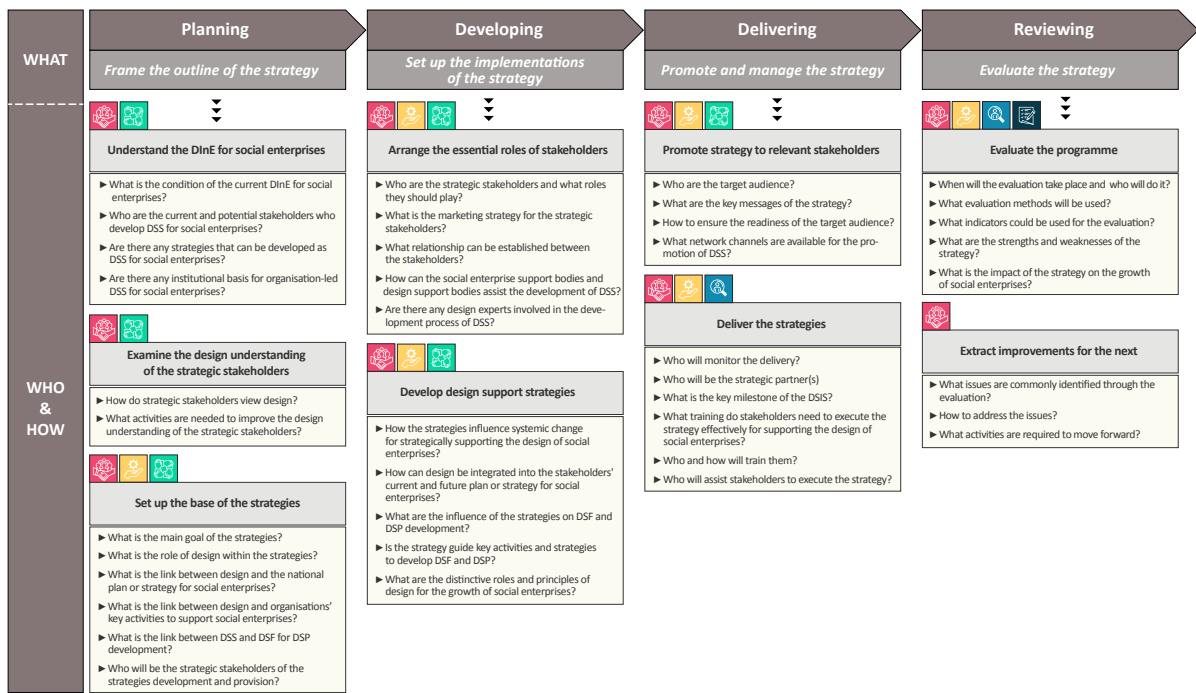 WHAT
Planning
Frame the outline of the strategy
Developing
Set up the implementations
of the strategy
Delivering
Promote and manage the strategy
Reviewing
Evaluate the strategy
WHO
&
HOW
Understand the DInE for social enterprises
►What is the condition of the current DInE for social
enterprises?
►Who are the current and potential stakeholders who
develop DSS for social enterprises?
►Are there any strategies that can be developed as
DSS for social enterprises?
►Are there any institutional basis for organisation-led
DSS for social enterprises?
Examine the design understanding
of the strategic stakeholders
►How do strategic stakeholders view design?
►What activities are needed to improve the design
understanding of the strategic stakeholders?
Set up the base of the strategies
►What is the main goal of the strategies?
►What is the role of design within the strategies?
►What is the link between design and the national
plan or strategy for social enterprises?
►What is the link between design and organisations'
key activities to support social enterprises?
►What is the link between DSS and DSF for DSP
development?
►Who will be the strategic stakeholders of the
strategies development and provision?
Arrange the essential roles of stakeholders
►Who are the strategic stakeholders and what roles
they should play?
►What is the marketing strategy for the strategic
stakeholders?
►What relationship can be established between
the stakeholders?
►How can the social enterprise support bodies and
design support bodies assist the development of DSS?
►Are there any design experts involved in the deve-
lopment process of DSS?
Develop design support strategies
►How the strategies influence systemic change
for strategically supporting the design of social
enterprises?
►How can design be integrated into the stakeholders'
current and future plan or strategy for social
enterprises?
►What are the influence of the strategies on DSF and
DSP development?
►Is the strategy guide key activities and strategies
to develop DSF and DSP?
►What are the distinctive roles and principles of
design for the growth of social enterprises?
Promote strategy to relevant stakeholders
►Who are the target audience?
►What are the key messages of the strategy?
►How to ensure the readiness of the target audience?
►What network channels are available for the pro-
motion of DSS?
Deliver the strategies
►Who will monitor the delivery?
►Who will be the strategic partner(s)
►What is the key milestone of the DSIS?
►What training do stakeholders need to execute the
strategy effectively for supporting the design of
social enterprises?
►Who and how will train them?
►Who will assist stakeholders to execute the strategy?
Evaluate the programme
►When will the evaluation take place and who will do it?
►What evaluation methods will be used?
►What indicators could be used for the evaluation?
►What are the strengths and weaknesses of the
strategy?
►What is the impact of the strategy on the growth
of social enterprises?
Extract improvements for the next
►What issues are commonly identified through the
evaluation?
►How to address the issues?
►What activities are required to move forward?